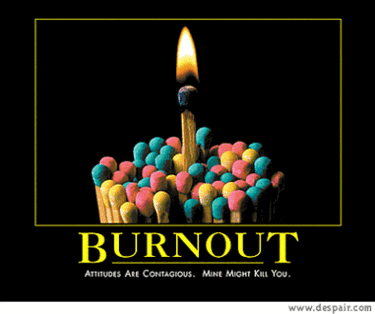 BURNOUT
ATTITUDES ARE CONTAGIOUS. MINE MIGHT KILL YOU.
www.despair.com